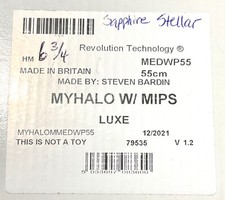 Sapphire Stellar
HM 6 3/4
Revolution Technology ®
MEDWP55
55cm
MADE IN BRITAIN
MADE BY: STEVEN BARDIN
MYHALO W/ MIPS
LUXE
MYHALOMMEDWP55 12/2021
THIS IS NOT A TOY 79535 V 1.2